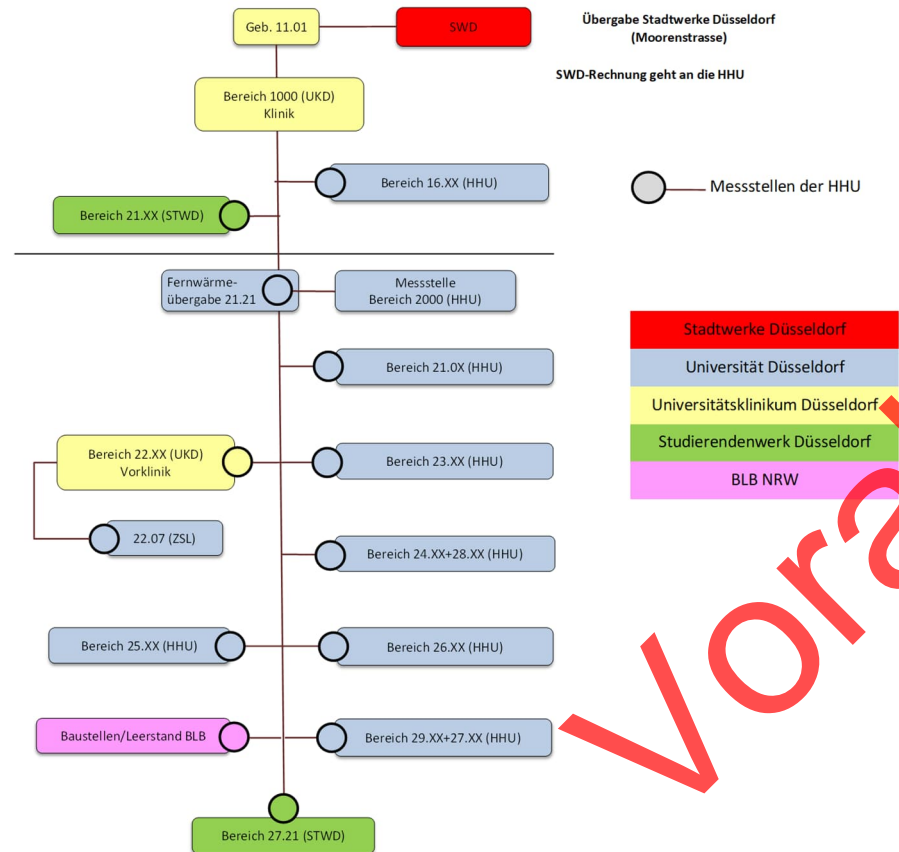 Geb. 11.01
SWD
Übergabe Stadtwerke Düsseldorf
(Moorenstrasse)
SWD-Rechnung geht an die HHU
Bereich 1000 (UKD)
Klinik
Bereich 16.XX (HHU)
Messstellen der HHU
Bereich 21.XX (STWD)
Fernwärme-
übergabe 21.21
Messstelle
Bereich 2000 (HHU)
Stadtwerke Düsseldorf
Universität Düsseldorf
Universitätsklinikum Düsseldorf
Studierendenwerk Düsseldorf
BLB NRW
Bereich 21.0X (HHU)
Bereich 22.XX (UKD)
Vorklinik
Bereich 23.XX (HHU)
22.07 (ZSL)
Bereich 24.XX+28.XX (HHU)
Bereich 25.XX (HHU)
Bereich 26.XX (HHU)
Baustellen/Leerstand BLB
Bereich 29.XX+27.XX (HHU)
Bereich 27.21 (STWD)